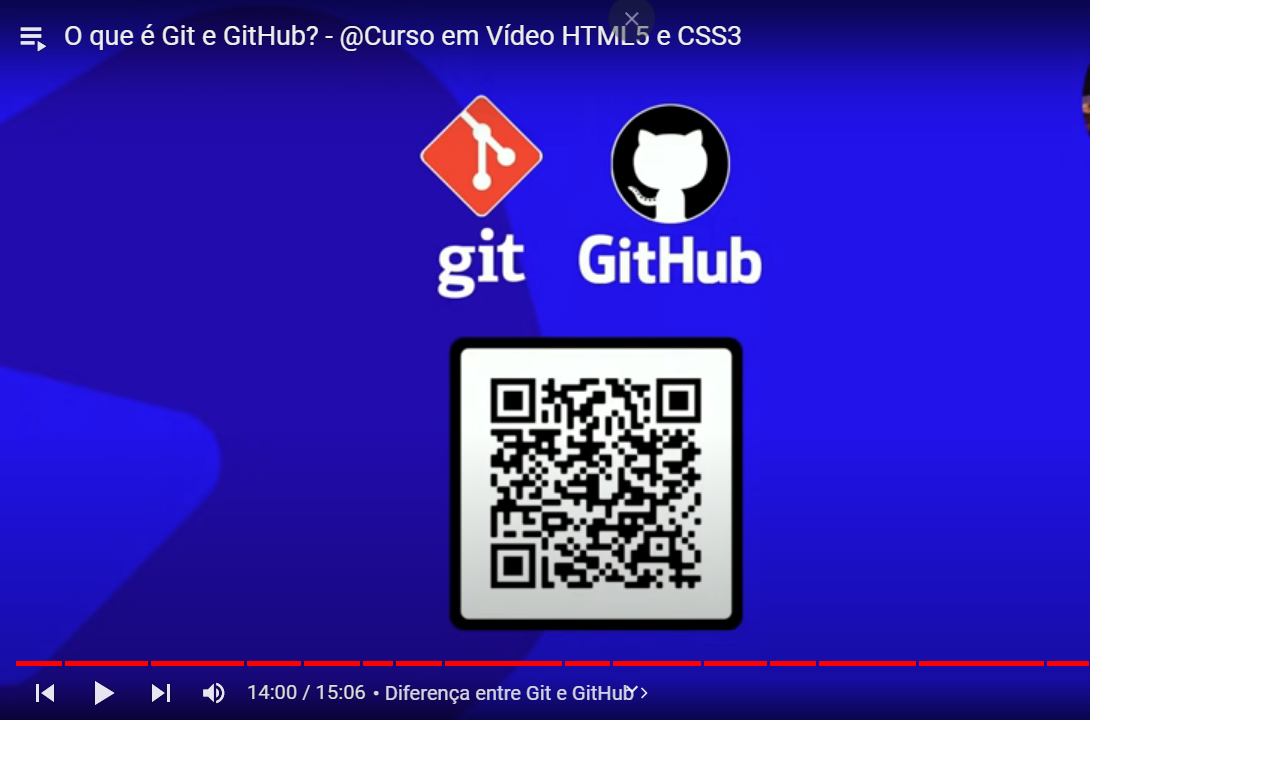 O que é Git e GitHub? - @Curso em Vídeo HTML5 e CSS3
git
GitHub
14:00 / 15:06 • Diferença entre Git e GitHub